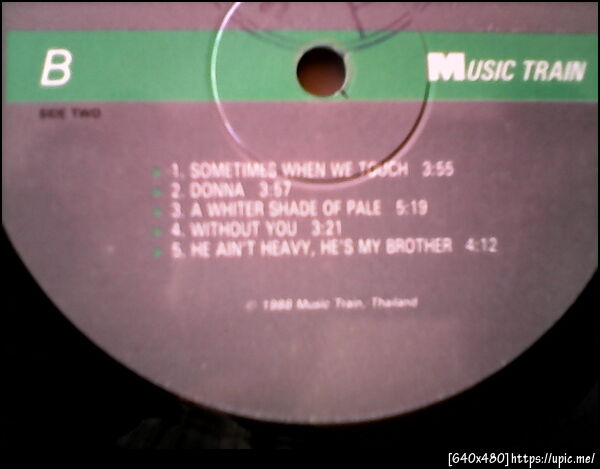 B
MUSIC TRAIN
SIDE TWO
1. SOMETIMES WHEN WE TOUCH 3:55
2. DONNA 3:57
3. A WHITER SHADE OF PALE 5:19
4. WITHOUT YOU 3:21
5. HE AIN'T HEAVY, HE'S MY BROTHER 4:12
© 1988 Music Train, Thailand
[640x480]https://upic.me/